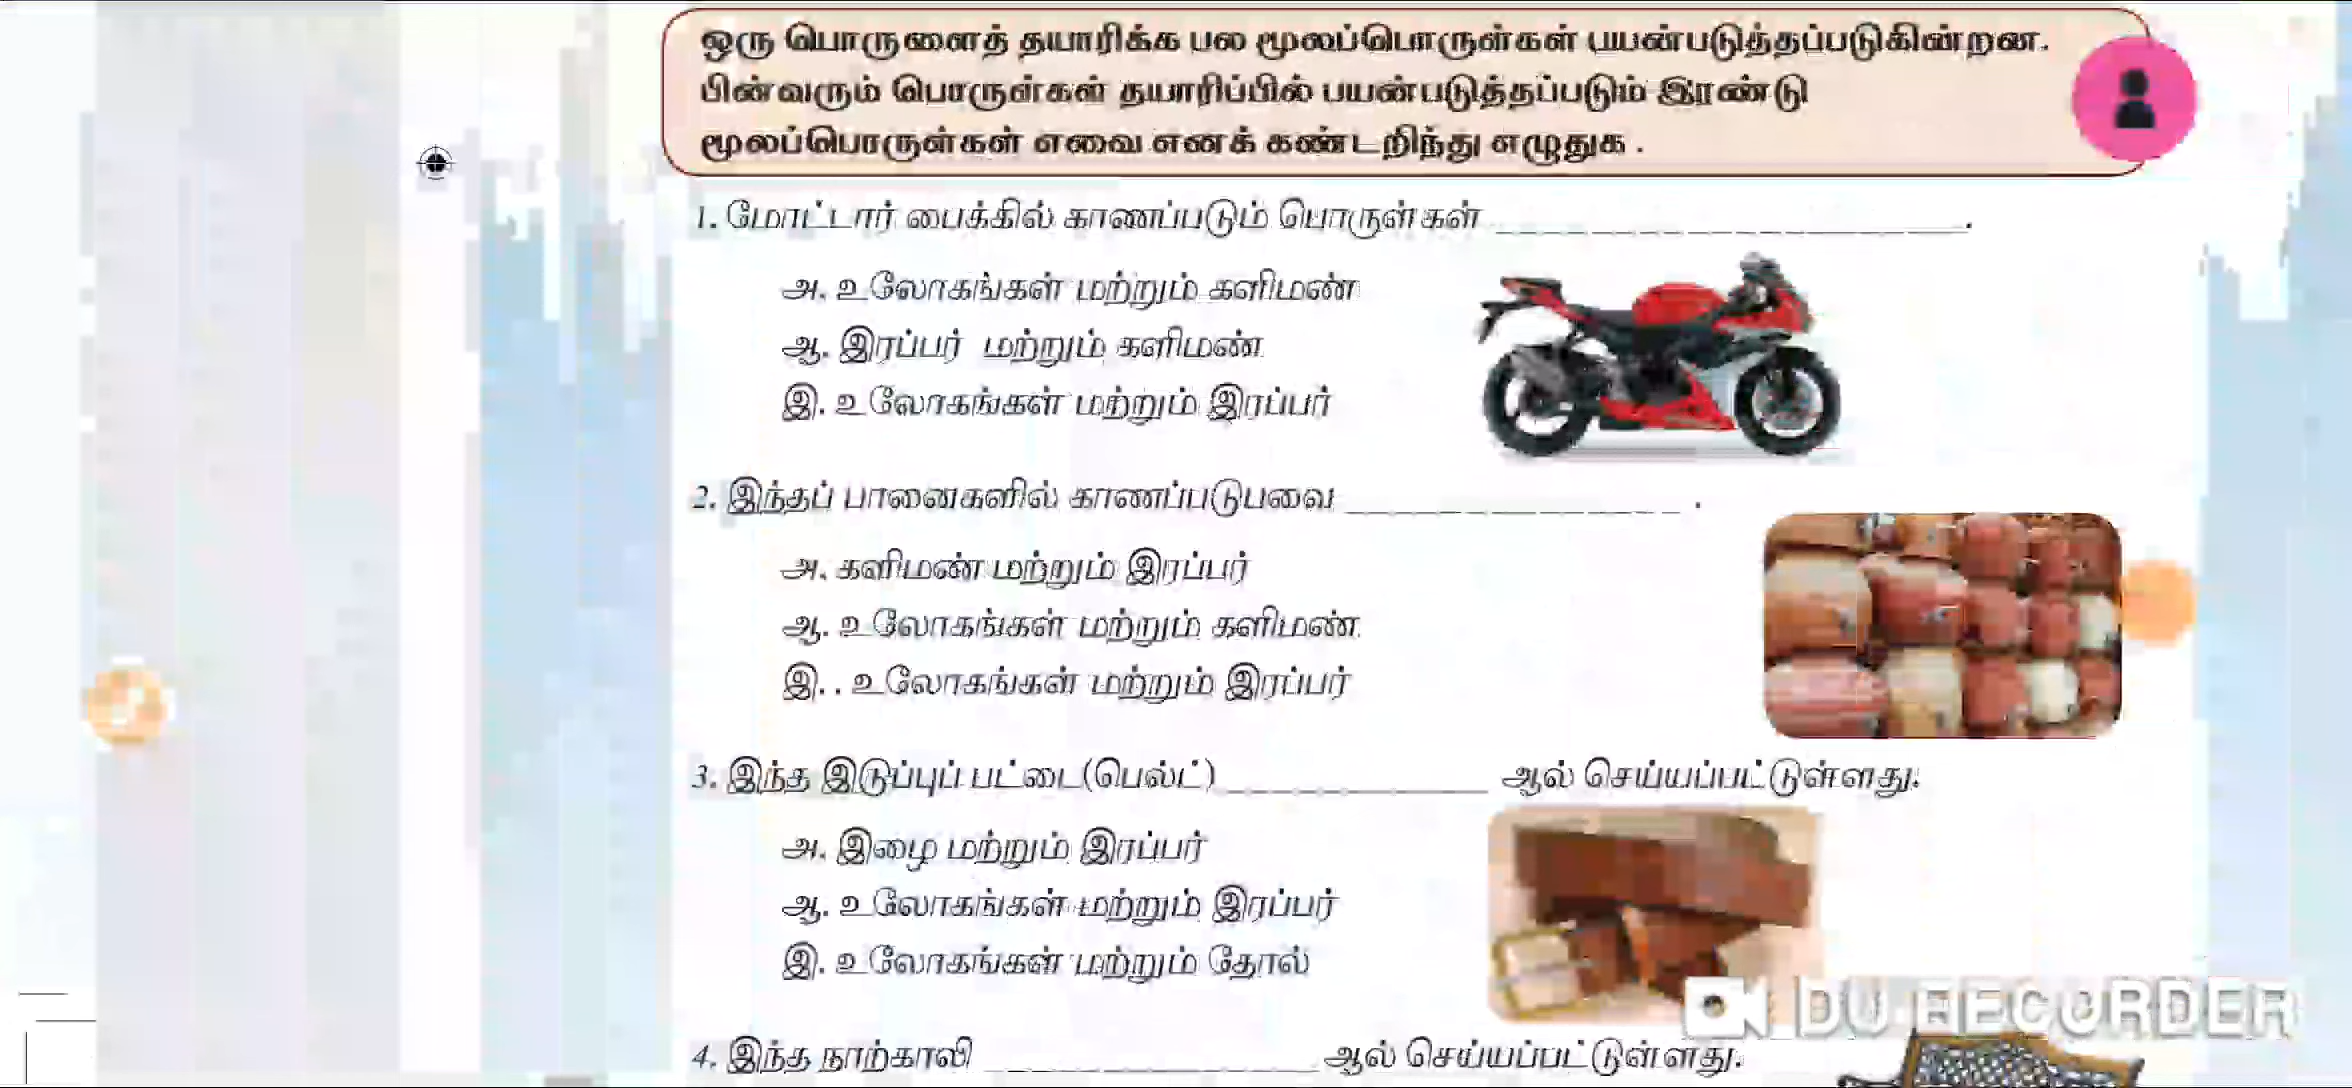 ஒரு பொருளைத் தயாரிக்க பல மூலப்பொருள்கள் பயன்படுத்தப்படுகின்றன.
பின்வரும் பொருள்கள் தயாரிப்பில் பயன்படுத்தப்படும் இரண்டு
மூலப்பொருள்கள் எவை எனக் கண்டறிந்து எழுதுக .
1. மோட்டார் பைக்கில் காணப்படும் பொருள்கள் ____________________.
அ. உலோகங்கள் மற்றும் களிமண்
ஆ. இரப்பர் மற்றும் களிமண்
இ. உலோகங்கள் மற்றும் இரப்பர்
2. இந்தப் பானைகளில் காணப்படுபவை ______________ .
அ. களிமண் மற்றும் இரப்பர்
ஆ. உலோகங்கள் மற்றும் களிமண்
இ. . உலோகங்கள் மற்றும் இரப்பர்
3. இந்த இடுப்புப் பட்டை(பெல்ட்) ___________ ஆல் செய்யப்பட்டுள்ளது.
அ. இழை மற்றும் இரப்பர்
ஆ. உலோகங்கள் மற்றும் இரப்பர்
இ. உலோகங்கள் மற்றும் தோல்
DU RECORDER
4. இந்த நாற்காலி ______________ ஆல் செய்யப்பட்டுள்ளது.